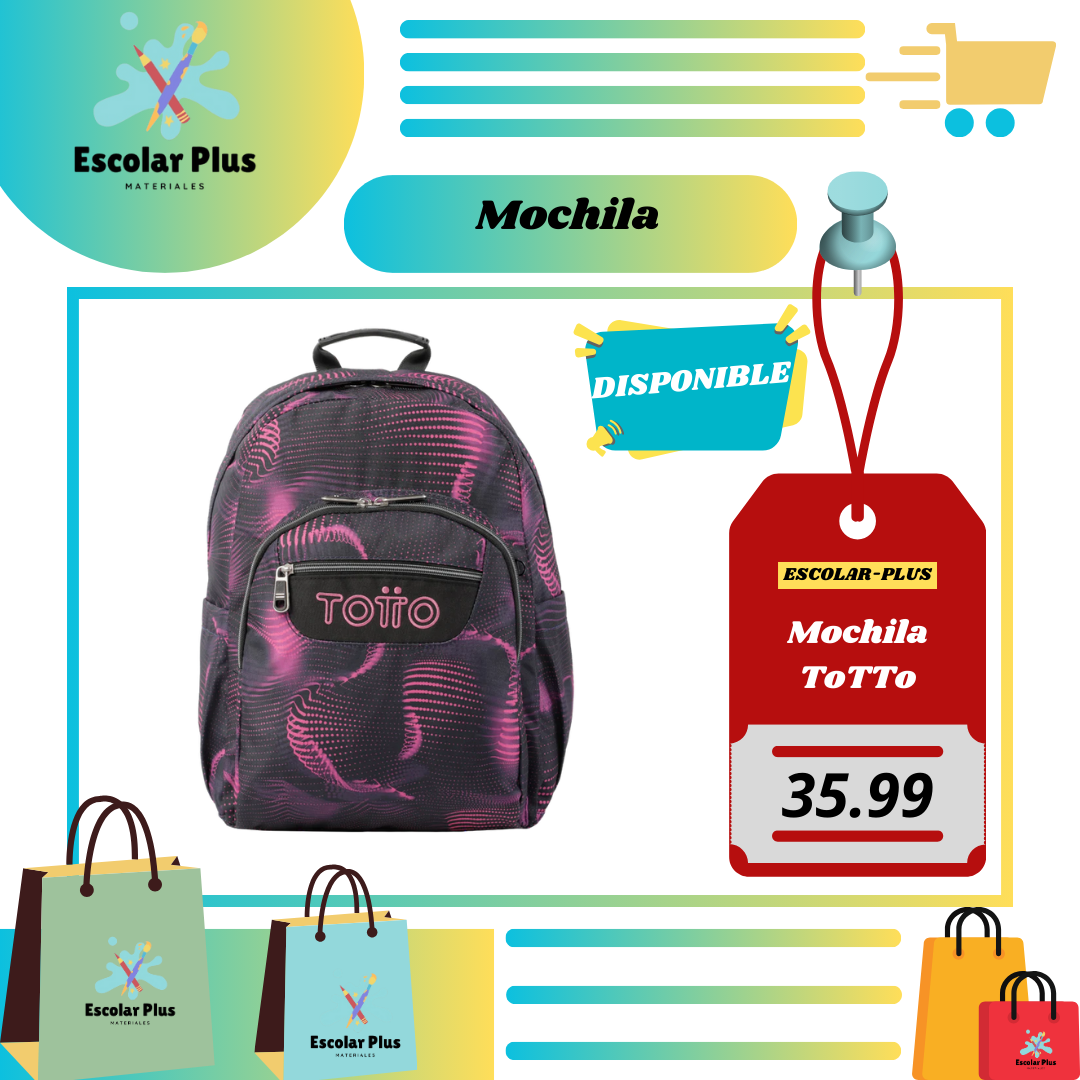 Escolar Plus
MATERIALES
Mochila
DISPONIBLE
TOTTO
ESCOLAR-PLUS
Mochila
ToTTo
35.99
Escolar Plus
MATERIALES
Escolar Plus
MATERIALES
Escolar Plus